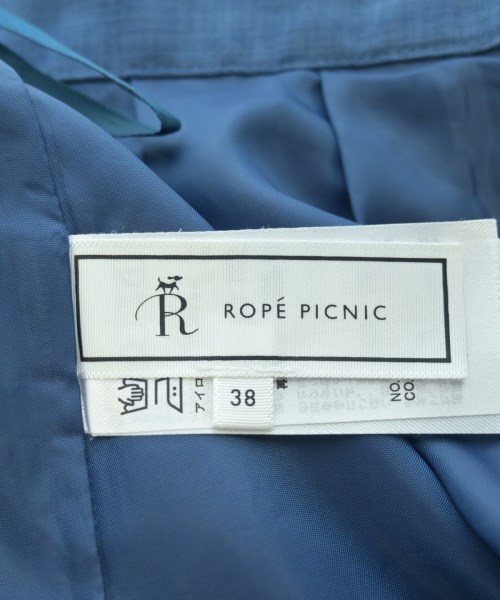 R
ROPÉ PICNIC
38
アイロ
NO.
CO.